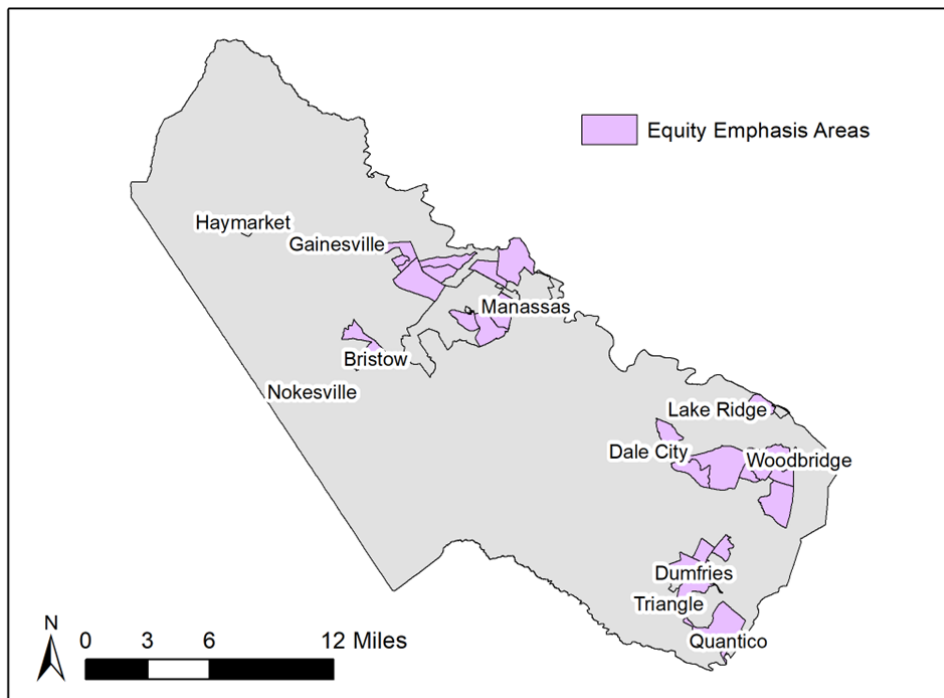 Equity Emphasis Areas
Haymarket
Gainesville
Manassas
Bristow
Nokesville
Lake Ridge
Dale City
Woodbridge
Dumfries
Triangle
Quantico
N
0 3 6 12 Miles